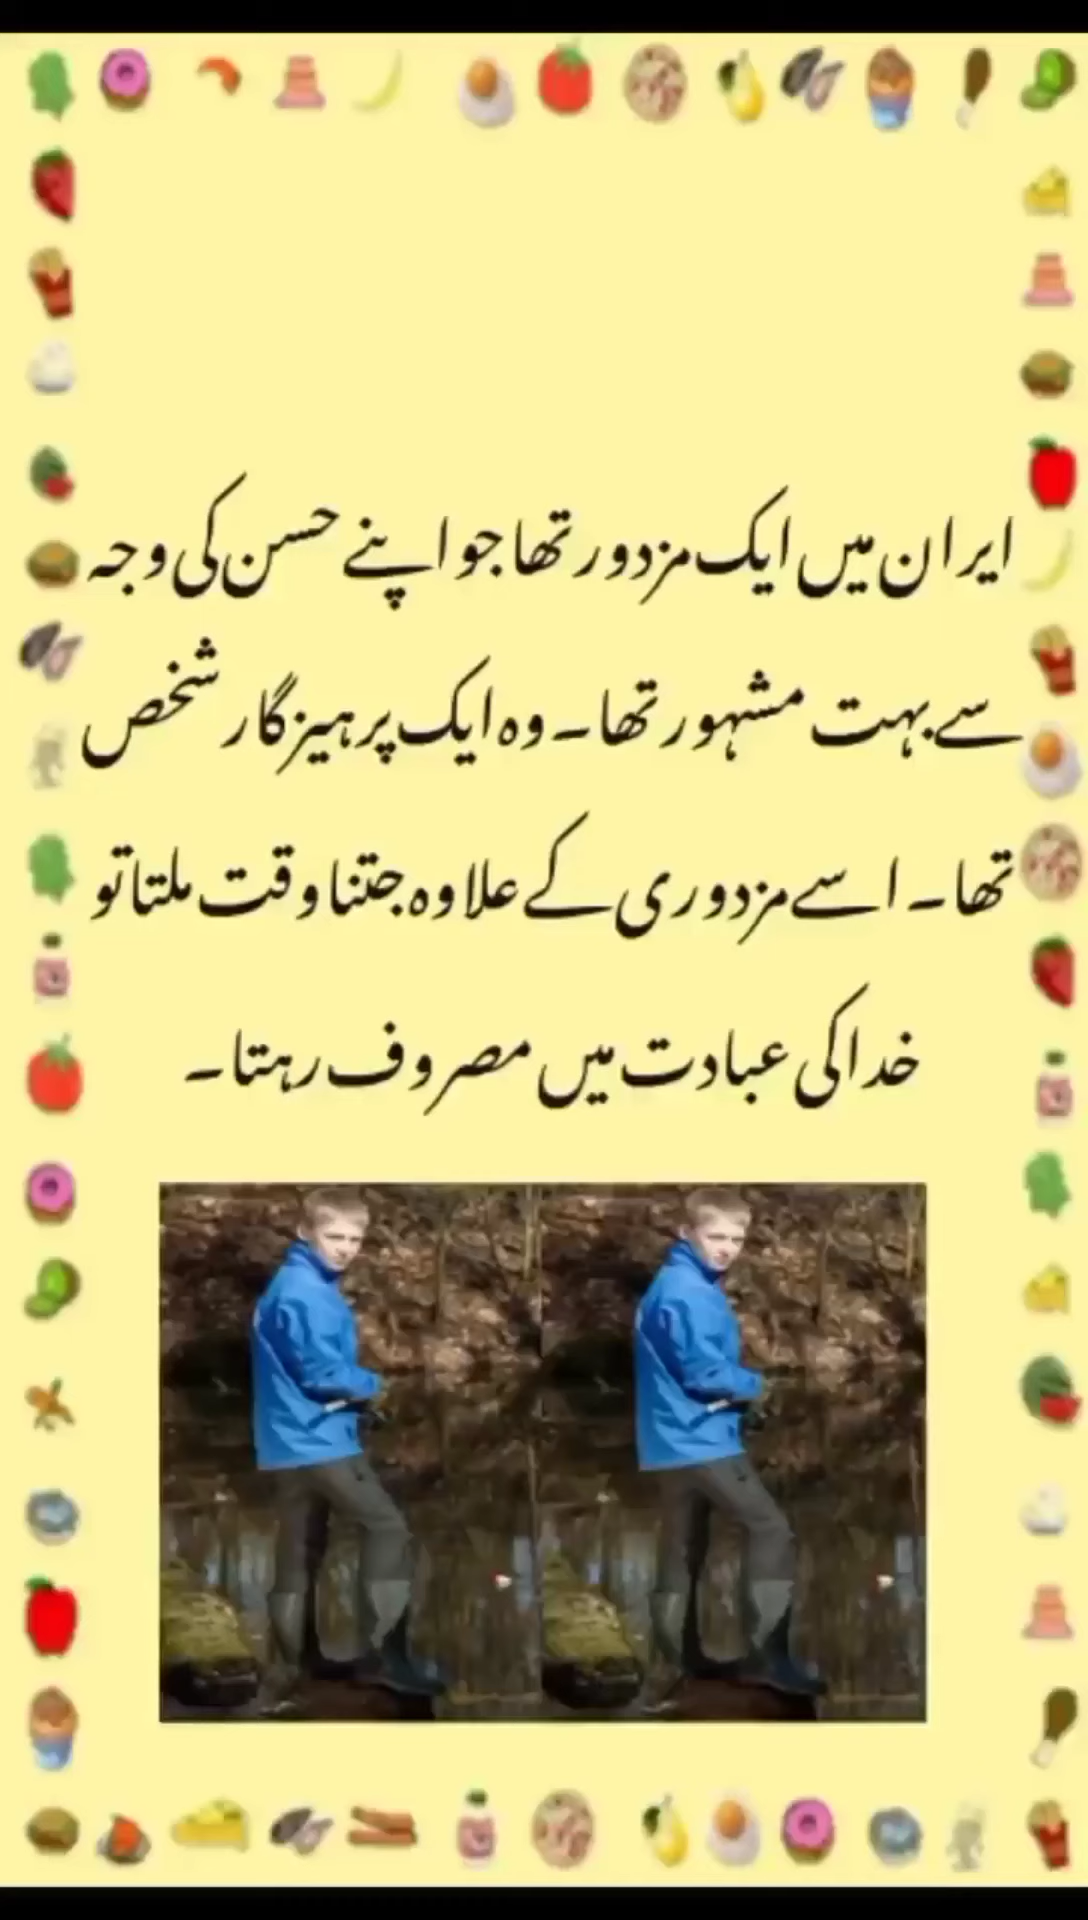 ایران میں ایک مزدور تھا جو اپنے حسن کی وجہ
سے بہت مشہور تھا۔ وہ ایک پرہیزگار شخص
تھا۔ اسے مزدوری کے علاوہ جتنا وقت ملتا تو
خدا کی عبادت میں مصروف رہتا۔